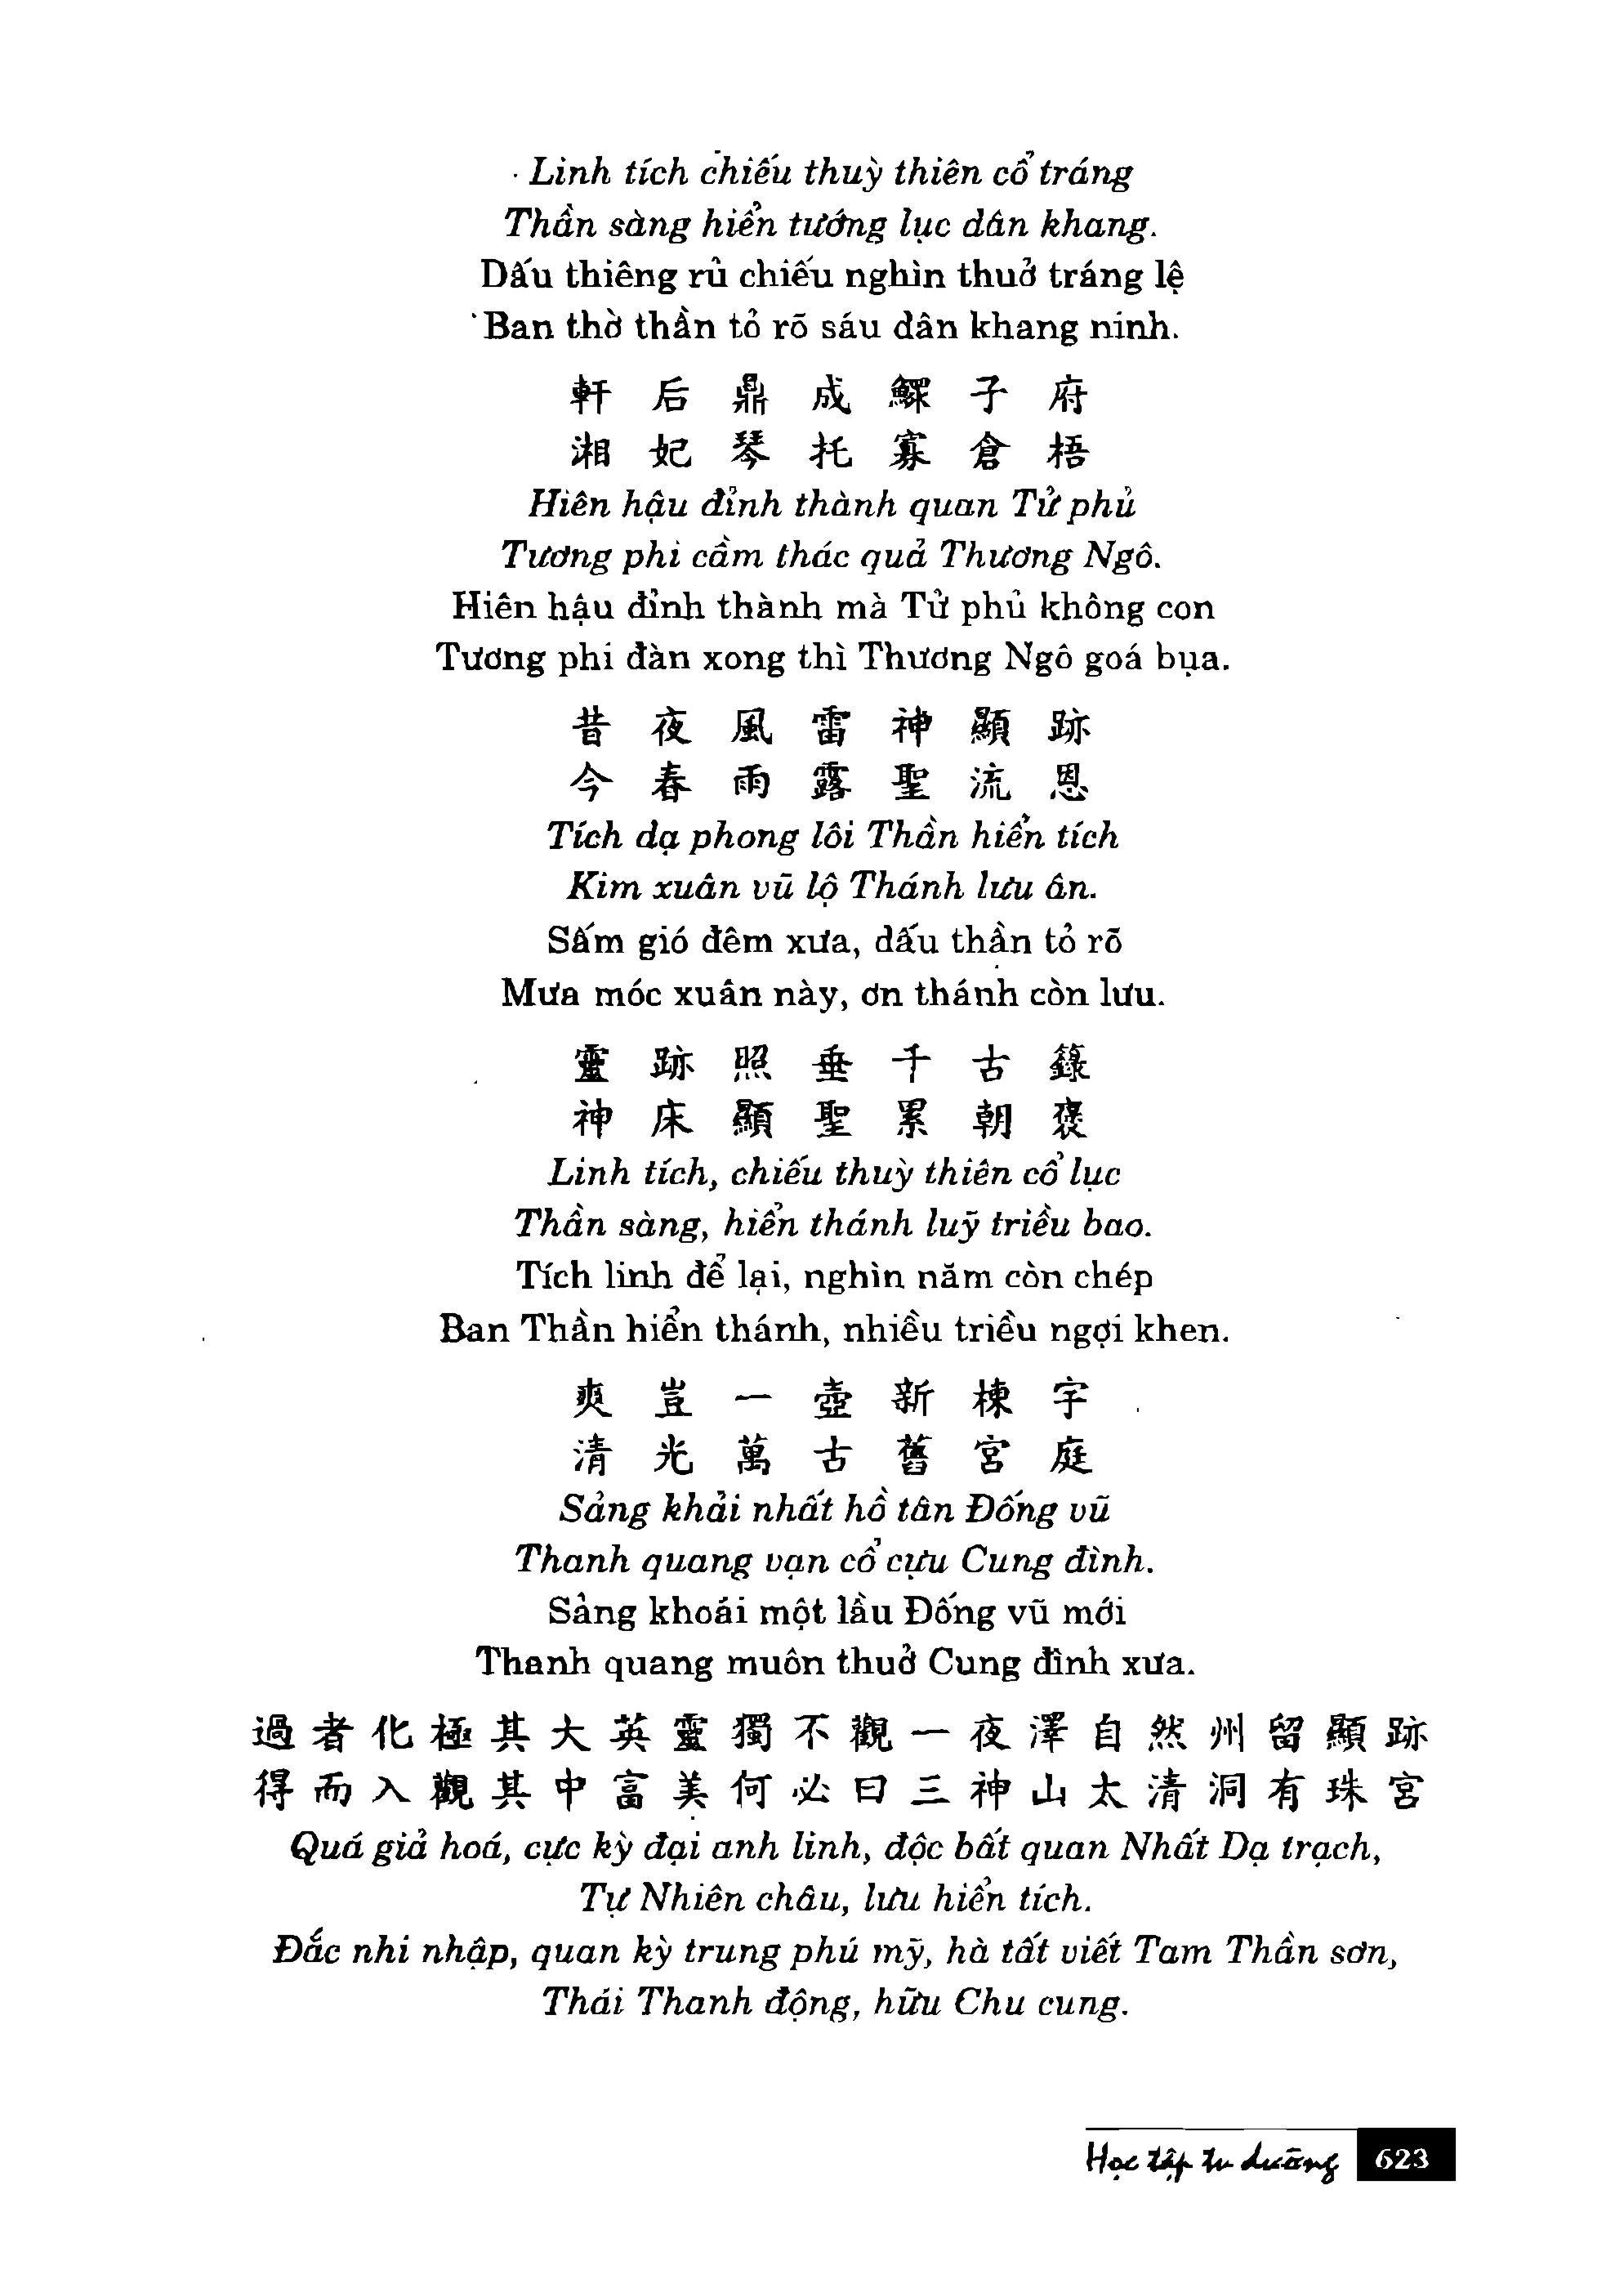 Linh tích chiếu thuỳ thiên cổ tráng
Thần sàng hiển tướng lục dân khang.
Dấu thiêng rủ chiếu nghìn thuở tráng lệ
Ban thờ thần tỏ rõ sáu dân khang ninh.
軒后鼎成鰥子府
湘妃琴托寡倉梧
Hiên hậu đỉnh thành quan Tử phủ
Tương phi cầm thác quả Thương Ngô.
Hiên hậu đỉnh thành mà Tử phủ không con
Tương phi đàn xong thì Thương Ngô goá bụa.
昔夜風雷神顯跡
今春雨露聖流恩
Tích dạ phong lôi Thần hiển tích
Kim xuân vũ lộ Thánh lưu ân.
Sấm gió đêm xưa, dấu thần tỏ rõ
Mưa móc xuân này, ơn thánh còn lưu.
靈跡照垂千古籙
神床顯聖累朝褒
Linh tích, chiếu thuỳ thiên cổ lục
Thần sàng, hiển thánh luỹ triều bao.
Tích linh để lại, nghìn năm còn chép
Ban Thần hiển thánh, nhiều triều ngợi khen.
爽豈一壺新棟宇
清光萬古舊宮庭
Sảng khải nhất hồ tân Đống vũ
Thanh quang vạn cổ cựu Cung đình.
Sảng khoái một lầu Đống vũ mới
Thanh quang muôn thuở Cung đình xưa.
過者化極其大英靈獨不觀一夜澤自然州留顯跡
得而入觀其中富美何必曰三神山太清洞有珠宮
Quá giả hoá, cực kỳ đại anh linh, độc bất quan Nhất Dạ trạch,
Tự Nhiên châu, lưu hiển tích.
Đắc nhi nhập, quan kỳ trung phú mỹ, hà tất viết Tam Thần sơn,
Thái Thanh động, hữu Chu cung.
Học tập tu dưỡng 623